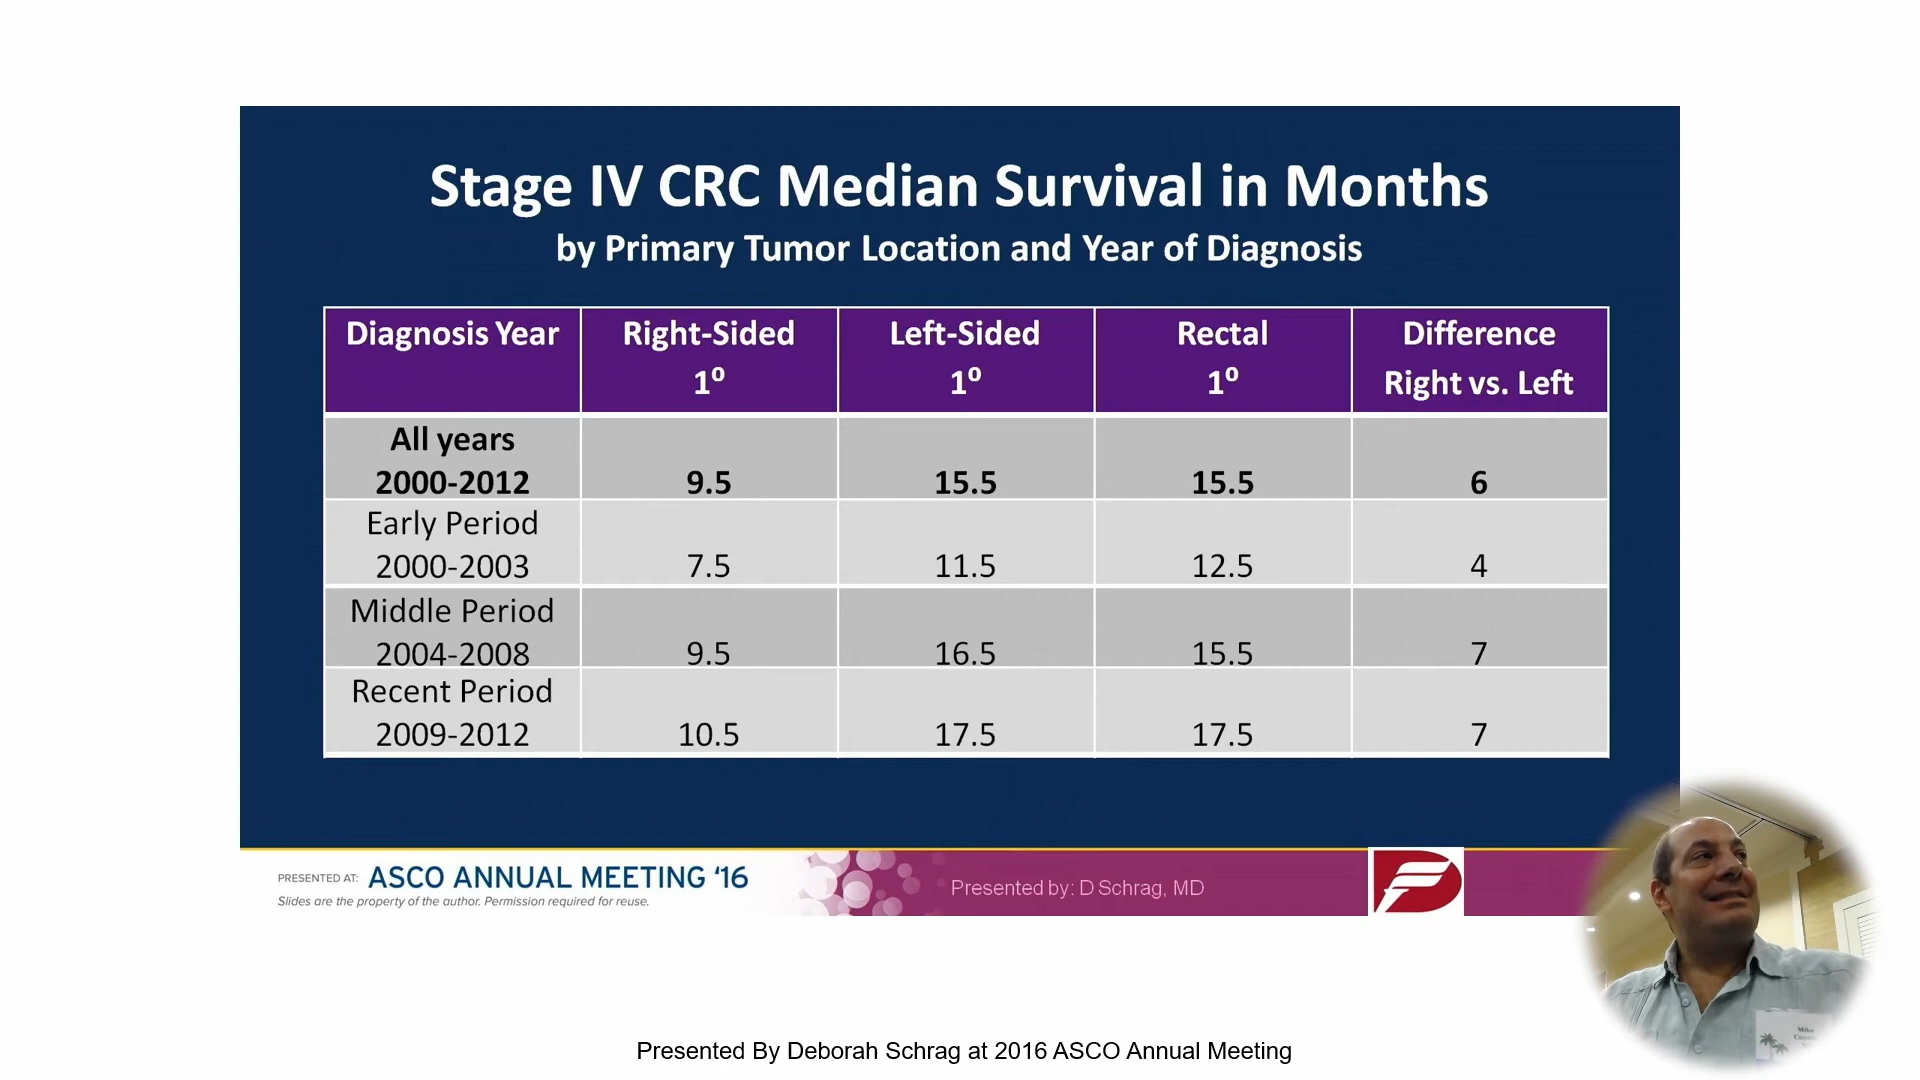 Stage IV CRC Median Survival in Months
by Primary Tumor Location and Year of Diagnosis
Diagnosis Year
Right-Sided
1⁰
Left-Sided
1⁰
Rectal
1⁰
Difference
Right vs. Left
All years
2000-2012 9.5 15.5 15.5 6
Early Period
2000-2003 7.5 11.5 12.5 4
Middle Period
2004-2008 9.5 16.5 15.5 7
Recent Period
2009-2012 10.5 17.5 17.5 7
PRESENTED AT: ASCO ANNUAL MEETING ‘16
Slides are the property of the author. Permission required for reuse.
Presented by: D Schrag, MD
Mike
Presented By Deborah Schrag at 2016 ASCO Annual Meeting